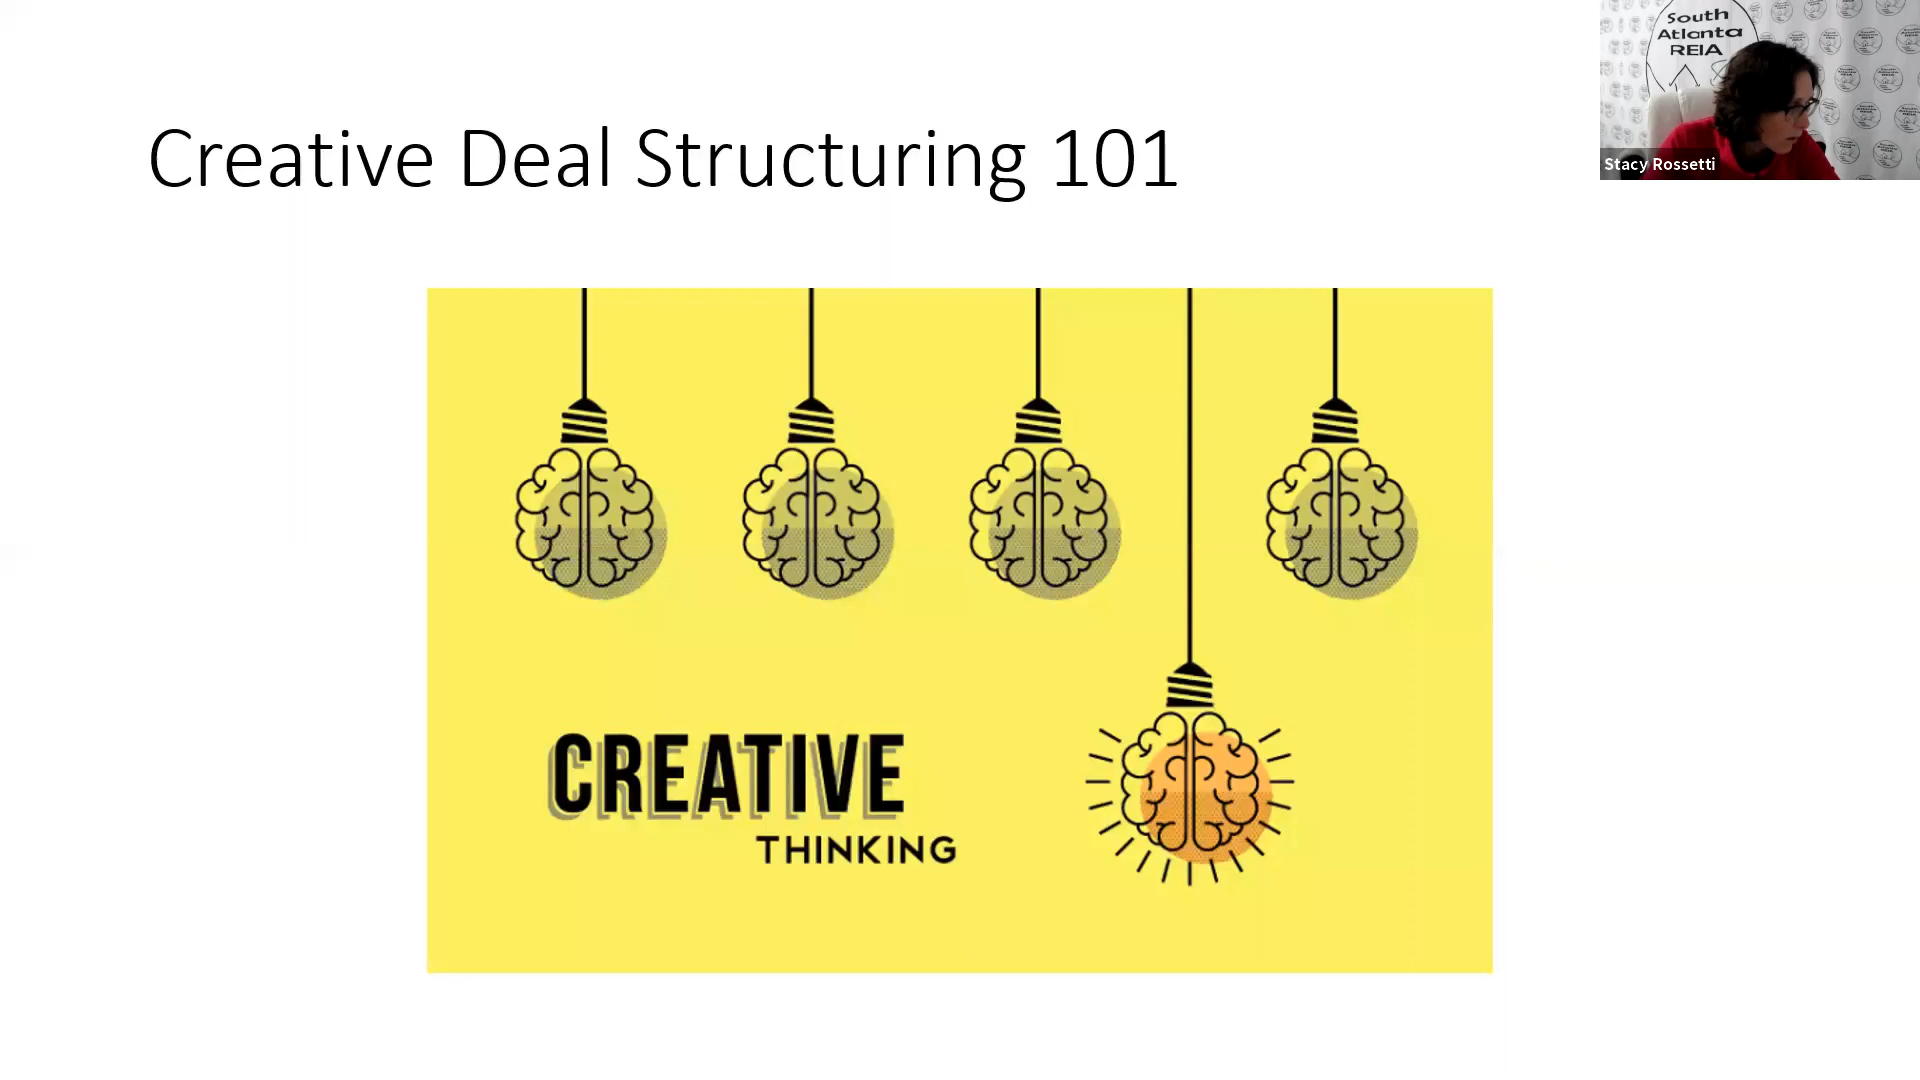 Creative Deal Structuring 101
South
Atlanta
REIA
Stacy Rossetti
CREATIVE
THINKING